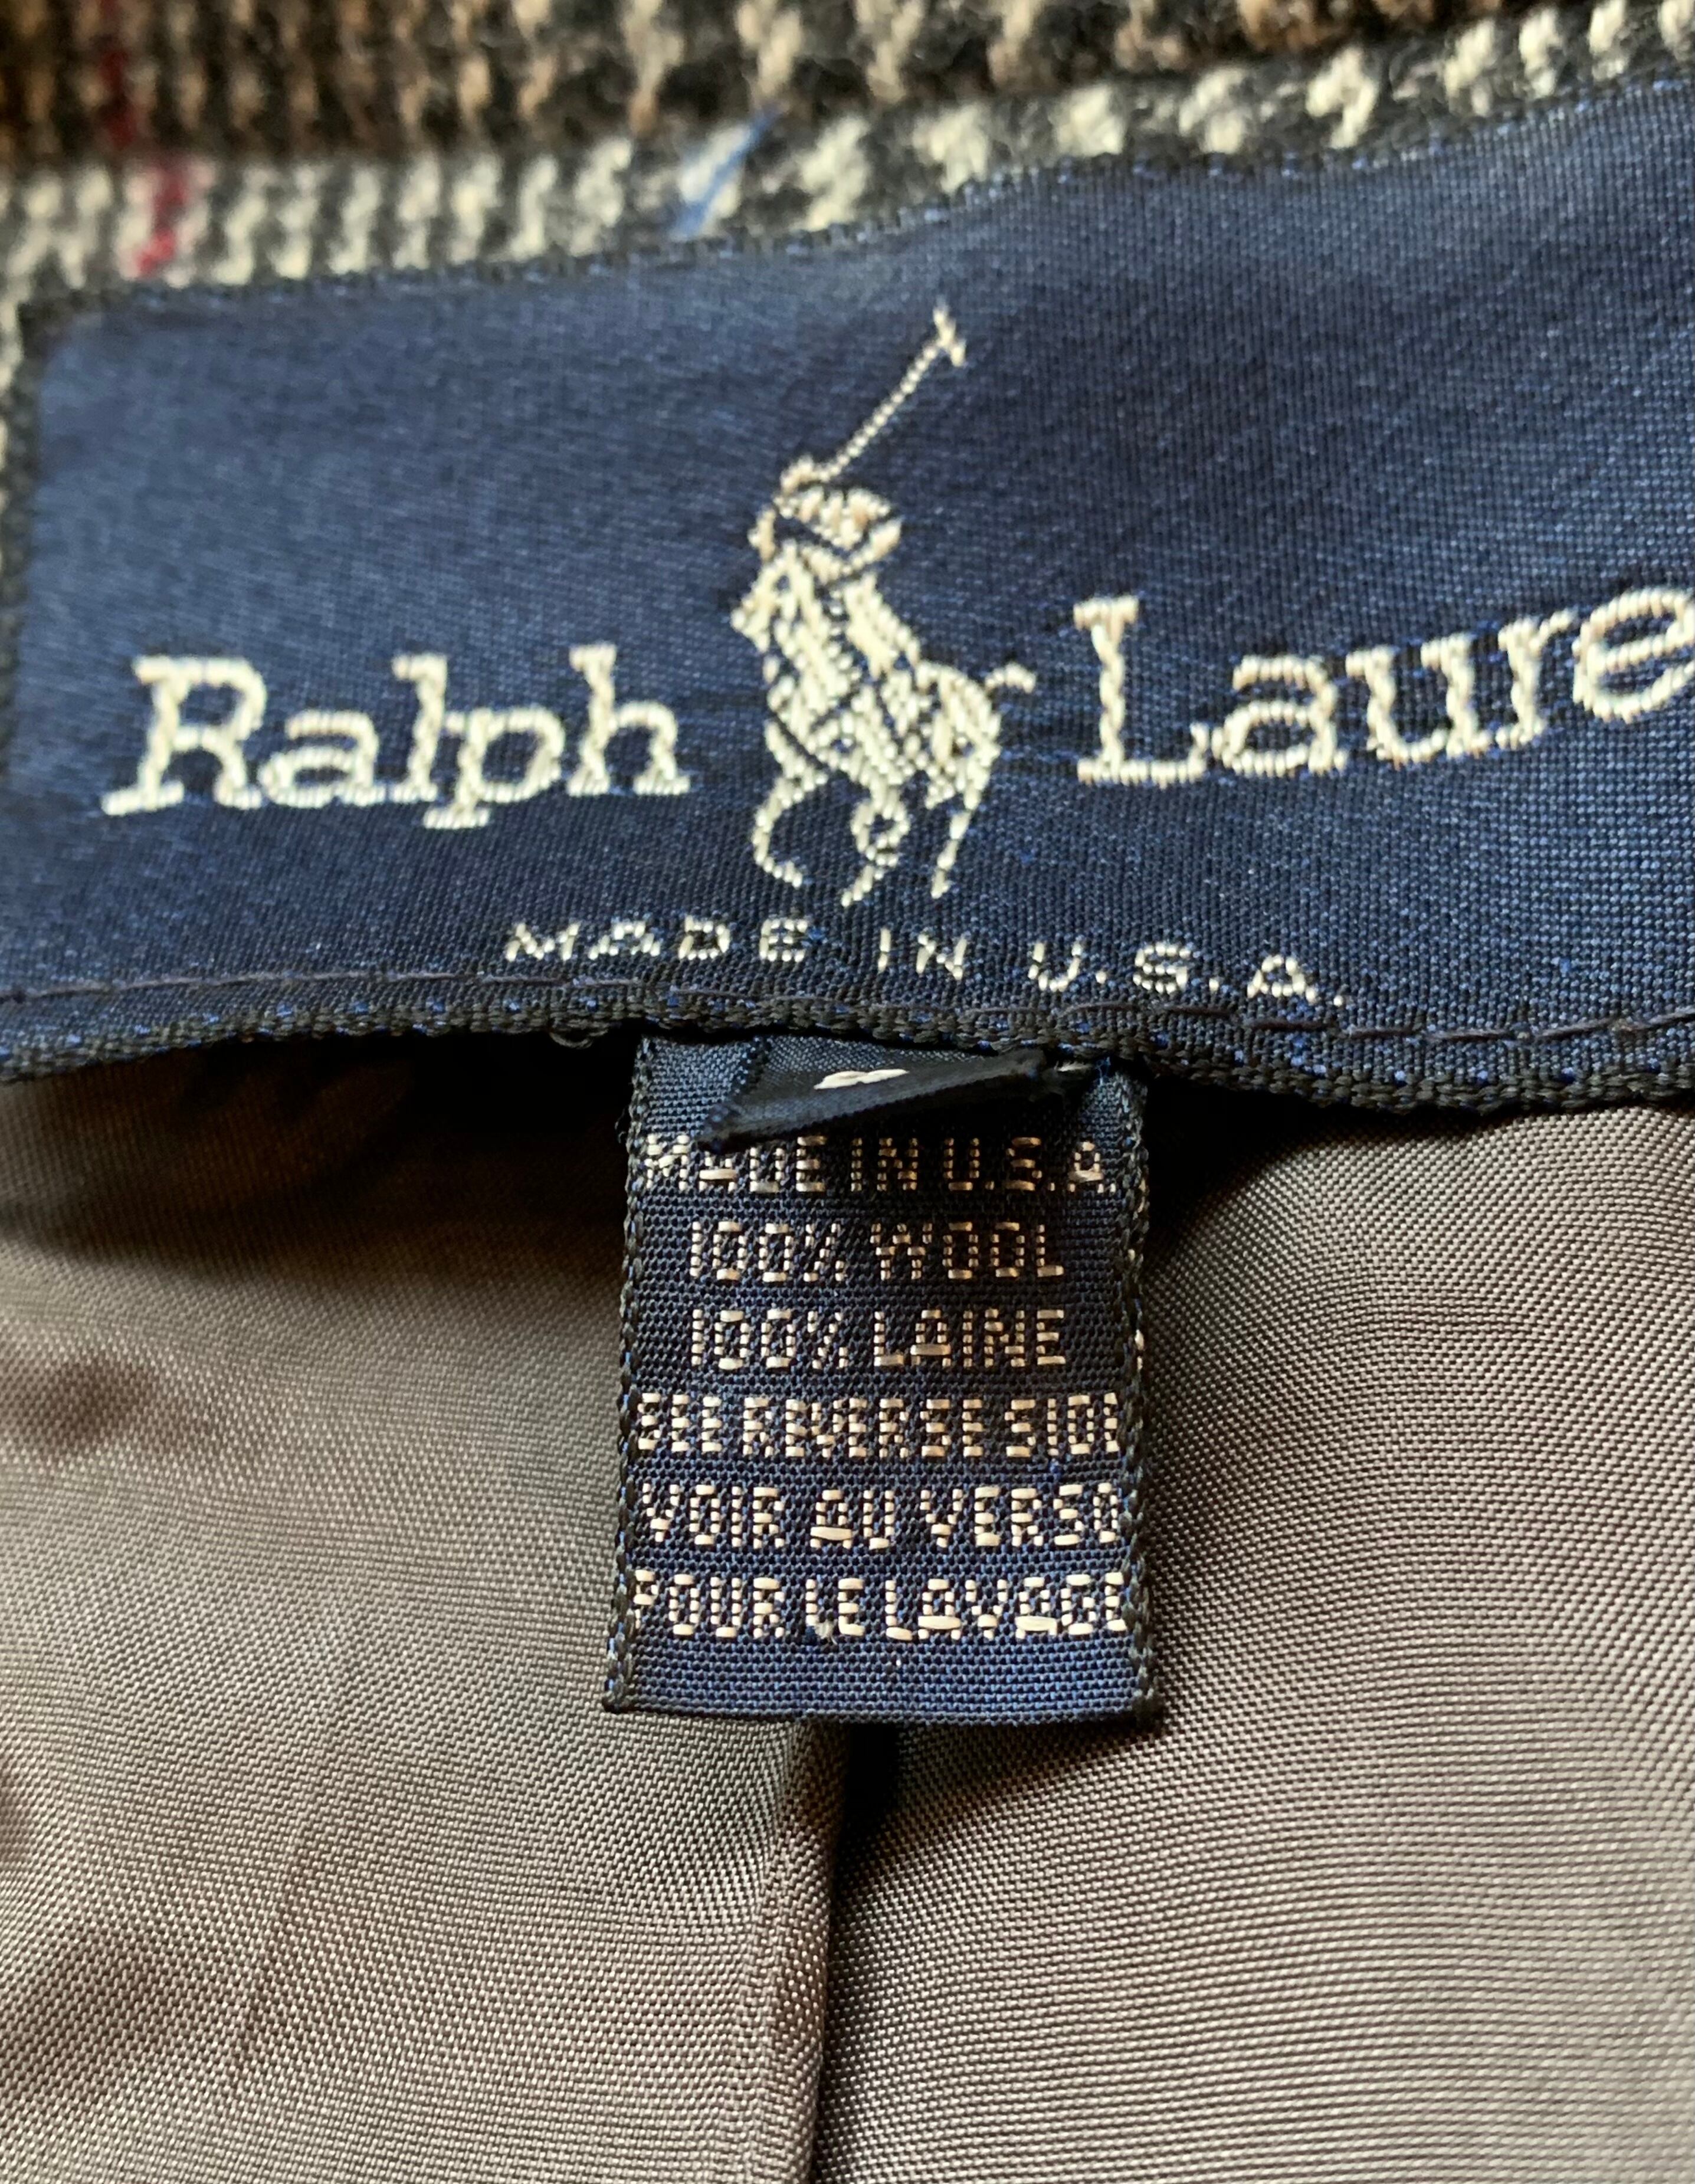 Ralph Laure
MADE IN U.S.A.
MADE IN U.S.A.
100% WOOL
100% LAINE
SEE REVERSE SIDE
VOIR AU VERSO
POUR LE LAVAGE